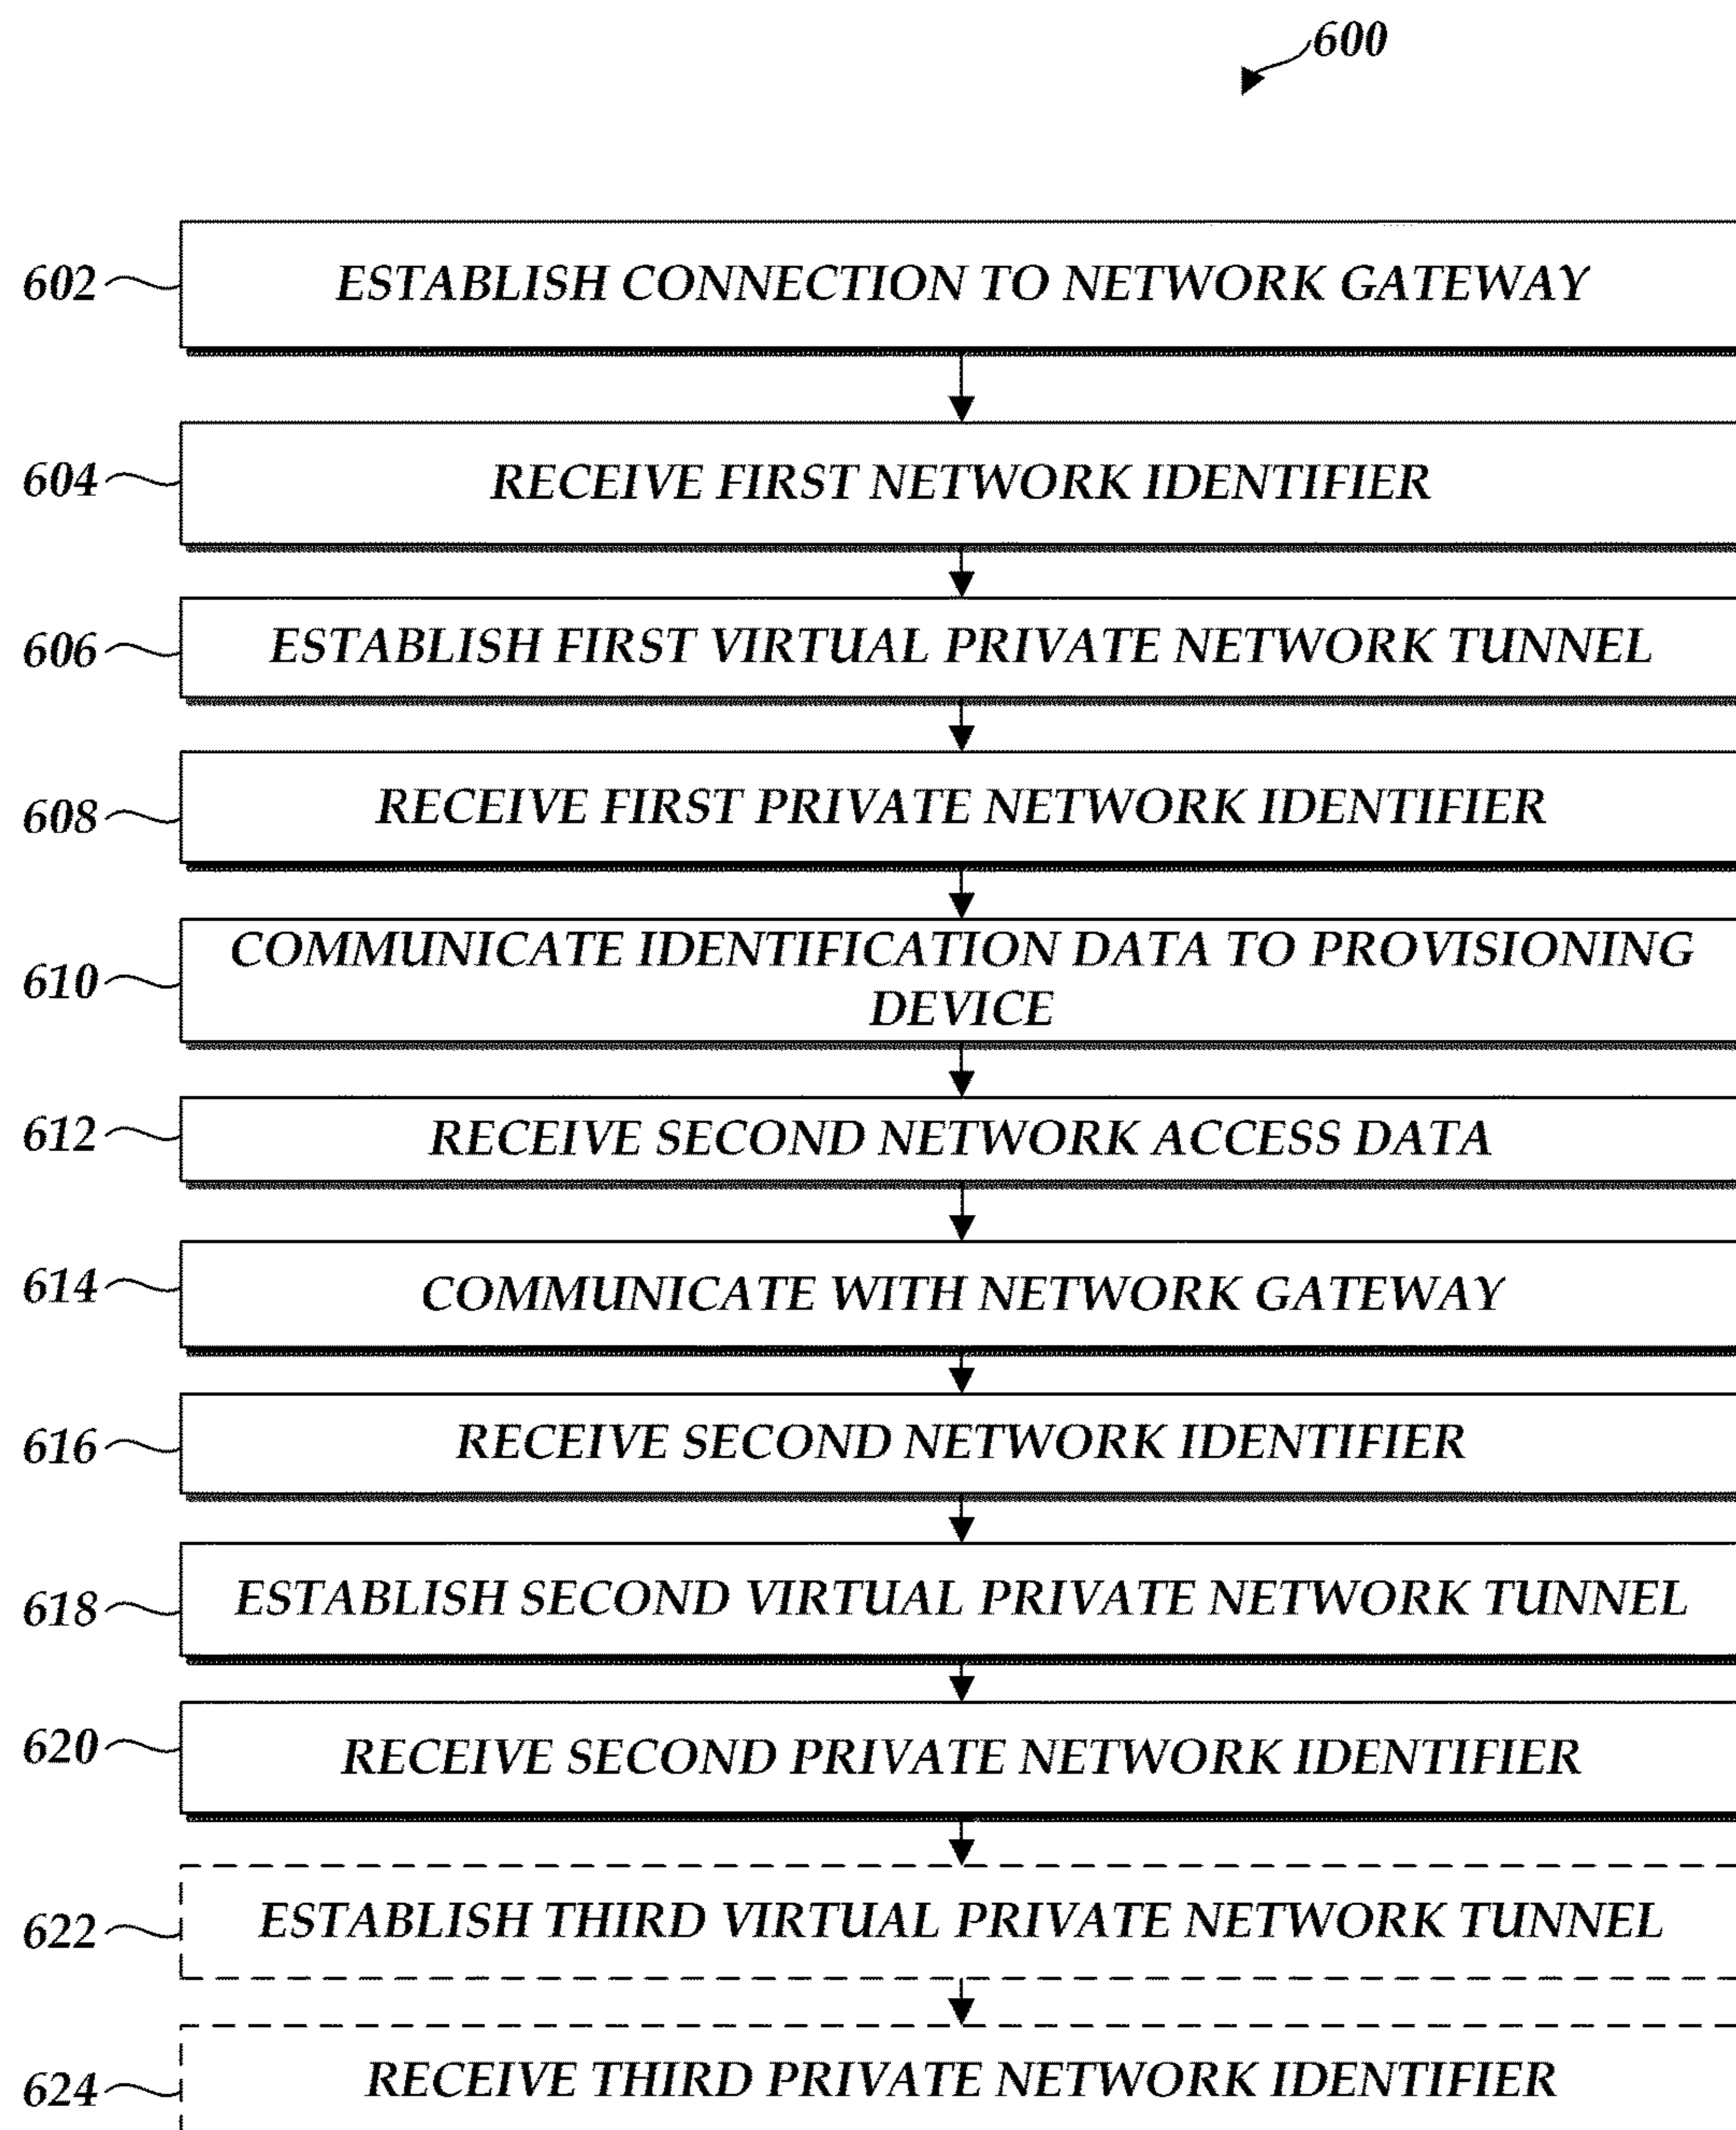 600
602 ESTABLISH CONNECTION TO NETWORK GATEWAY
604 RECEIVE FIRST NETWORK IDENTIFIER
606 ESTABLISH FIRST VIRTUAL PRIVATE NETWORK TUNNEL
608 RECEIVE FIRST PRIVATE NETWORK IDENTIFIER
610 COMMUNICATE IDENTIFICATION DATA TO PROVISIONING
DEVICE
612 RECEIVE SECOND NETWORK ACCESS DATA
614 COMMUNICATE WITH NETWORK GATEWAY
616 RECEIVE SECOND NETWORK IDENTIFIER
618 ESTABLISH SECOND VIRTUAL PRIVATE NETWORK TUNNEL
620 RECEIVE SECOND PRIVATE NETWORK IDENTIFIER
622 ESTABLISH THIRD VIRTUAL PRIVATE NETWORK TUNNEL
624 RECEIVE THIRD PRIVATE NETWORK IDENTIFIER